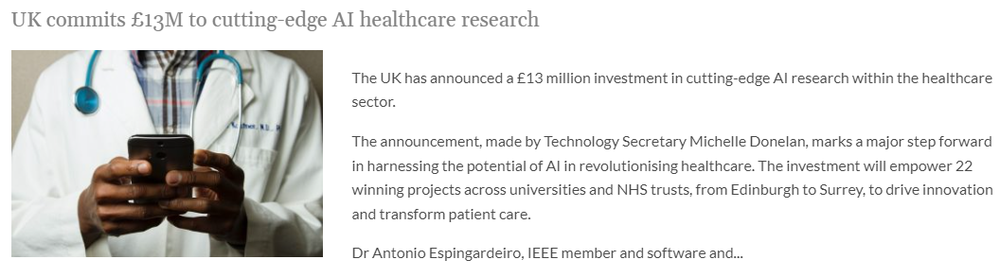 UK commits £13M to cutting-edge AI healthcare research
The UK has announced a £13 million investment in cutting-edge AI research within the healthcare
sector.
The announcement, made by Technology Secretary Michelle Donelan, marks a major step forward
in harnessing the potential of AI in revolutionising healthcare. The investment will empower 22
winning projects across universities and NHS trusts, from Edinburgh to Surrey, to drive innovation
and transform patient care.
Dr Antonio Espingardeiro, IEEE member and software and...